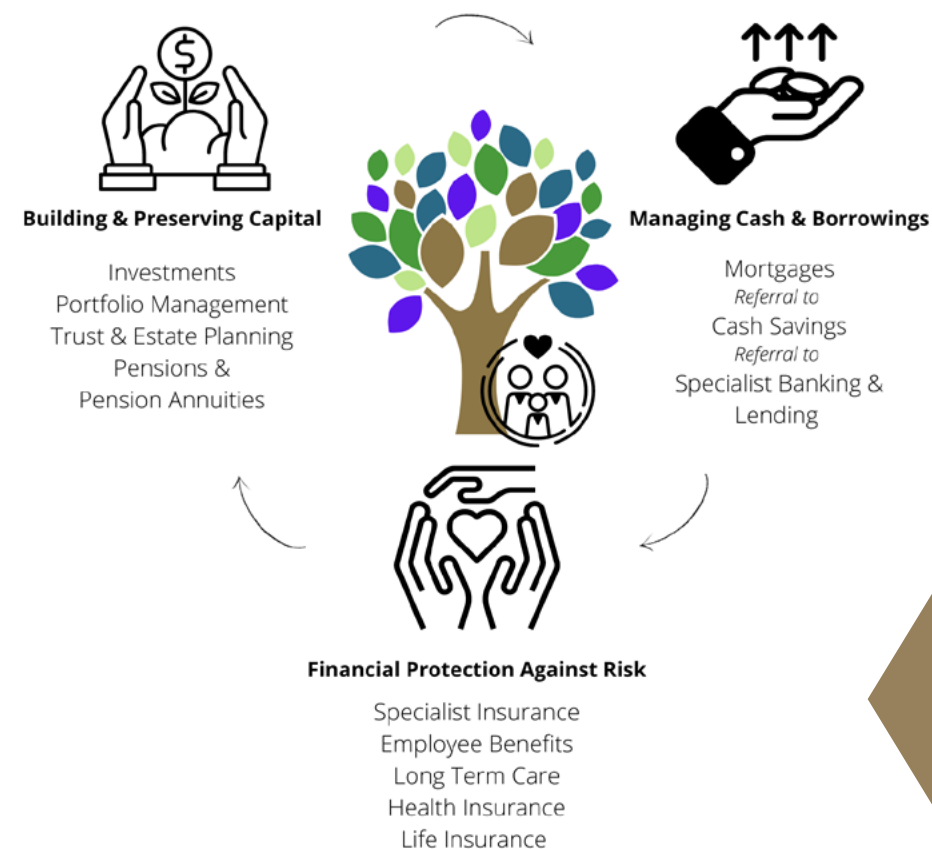 Building & Preserving Capital
Investments
Portfolio Management
Trust & Estate Planning
Pensions &
Pension Annuities
Managing Cash & Borrowings
Mortgages
Referral to
Cash Savings
Referral to
Specialist Banking &
Lending
Financial Protection Against Risk
Specialist Insurance
Employee Benefits
Long Term Care
Health Insurance
Life Insurance